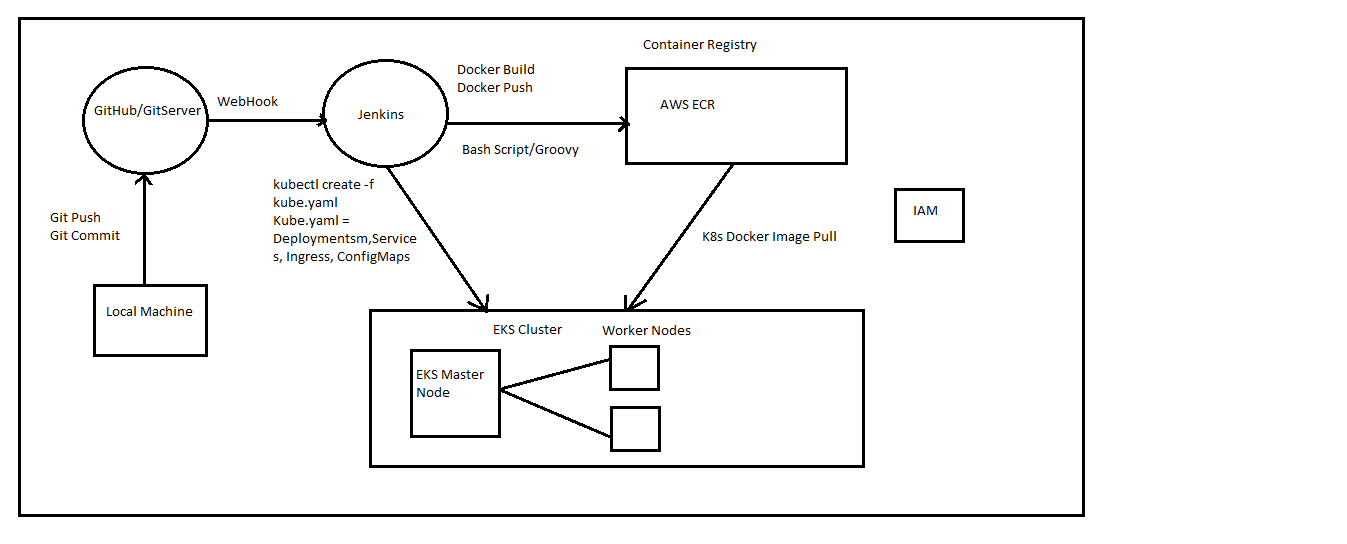 Container Registry
Docker Build
Docker Push
AWS ECR
GitHub/GitServer
WebHook
Jenkins
Bash Script/Groovy
kubectl create -f
kube.yaml
Kube.yaml =
Deploymentsm,Service
s, Ingress, ConfigMaps
Git Push
Git Commit
K8s Docker Image Pull
IAM
Local Machine
EKS Cluster
Worker Nodes
EKS Master
Node